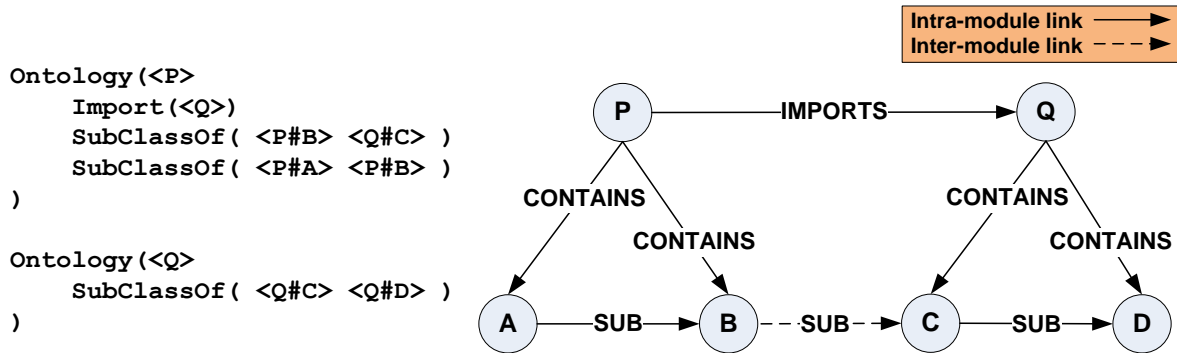 Intra-module link
Inter-module link
Ontology(<P>
Import(<Q>)
SubClassOf( <P#B> <Q#C> )
SubClassOf( <P#A> <P#B> )
)
Ontology(<Q>
SubClassOf( <Q#C> <Q#D> )
)
P IMPORTS Q
CONTAINS CONTAINS
CONTAINS CONTAINS
A SUB B SUB C SUB D